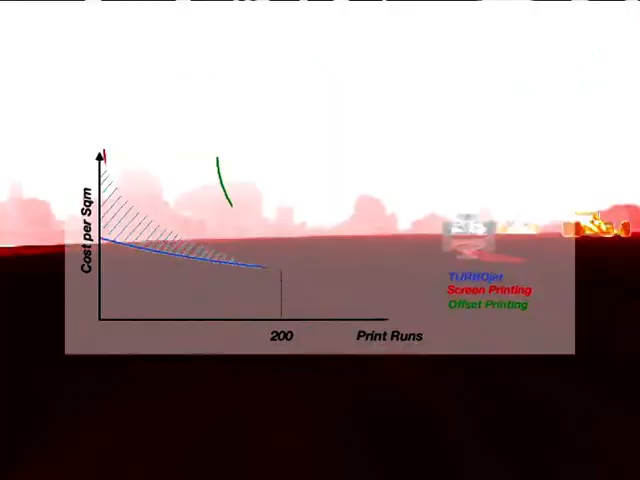 Cost per Sqm
TURBOjet
Screen Printing
Offset Printing
200
Print Runs